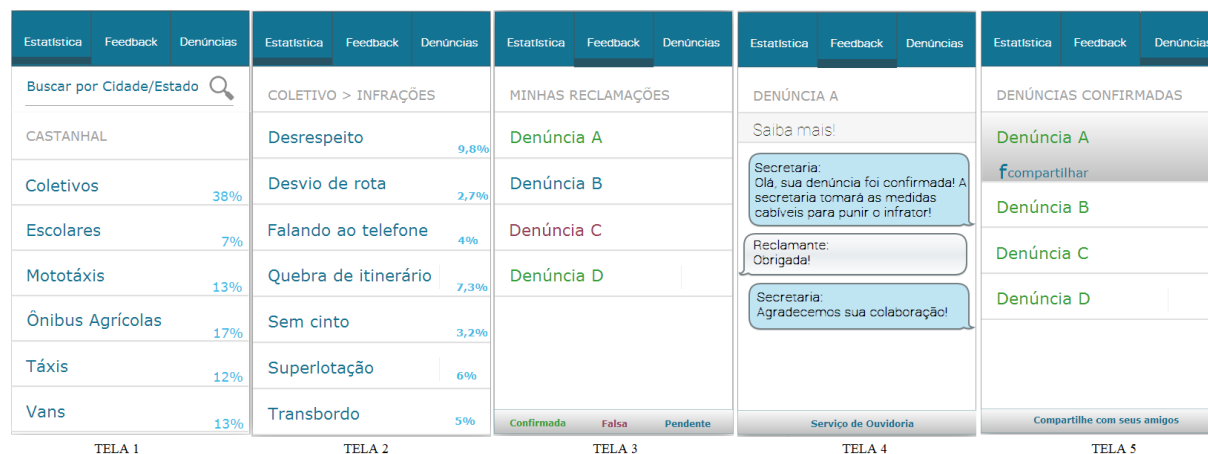 Estatística Feedback Denúncias
Buscar por Cidade/Estado
CASTANHAL
Coletivos 38%
Escolares 7%
Mototáxis 13%
Ônibus Agrícolas 17%
Táxis 12%
Vans 13%
TELA 1
Estatística Feedback Denúncias
COLETIVO > INFRAÇÕES
Desrespeito 9,8%
Desvio de rota 2,7%
Falando ao telefone 4%
Quebra de itinerário 7,3%
Sem cinto 3,2%
Superlotação 6%
Transbordo 5%
TELA 2
Estatística Feedback Denúncias
MINHAS RECLAMAÇÕES
Denúncia A
Denúncia B
Denúncia C
Denúncia D
Confirmada Falsa Pendente
TELA 3
Estatística Feedback Denúncias
DENÚNCIA A
Saiba mais!
Secretaria:
Olá, sua denúncia foi confirmada! A
secretaria tomará as medidas
cabíveis para punir o infrator!
Reclamante:
Obrigada!
Secretaria:
Agradecemos sua colaboração!
Serviço de Ouvidoria
TELA 4
Estatística Feedback Denúncias
DENÚNCIAS CONFIRMADAS
Denúncia A
f compartilhar
Denúncia B
Denúncia C
Denúncia D
Compartilhe com seus amigos
TELA 5